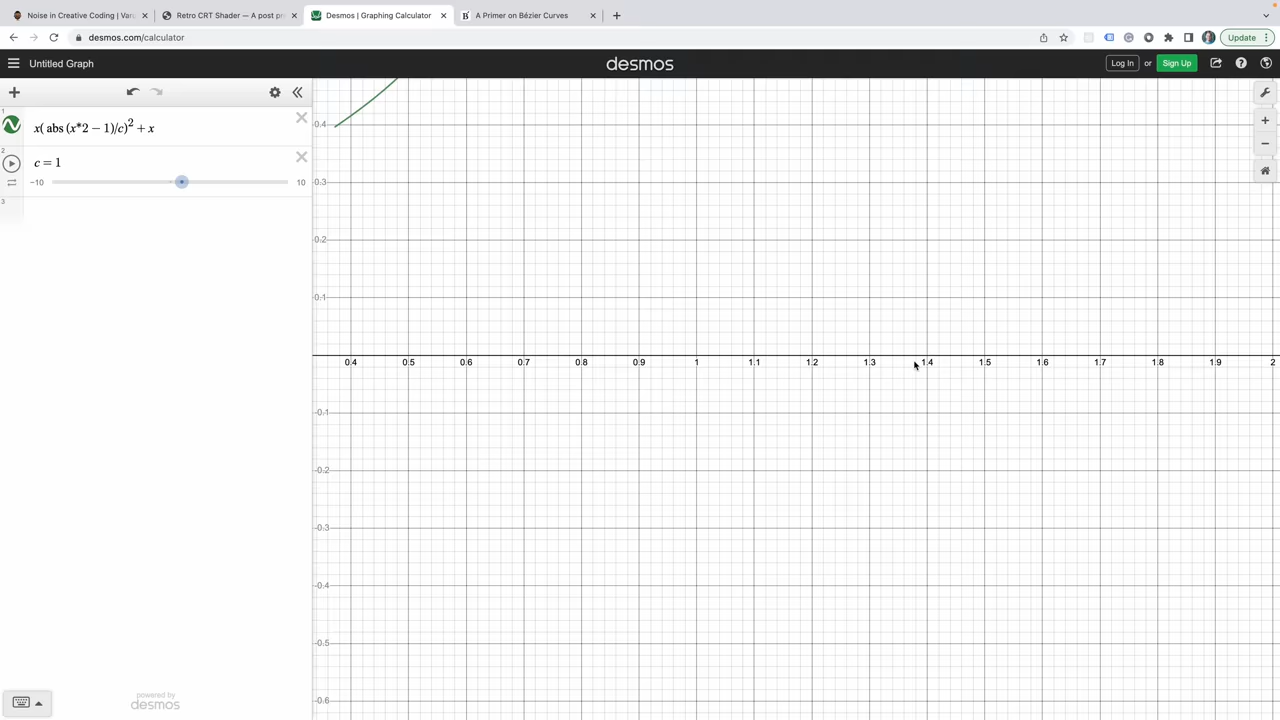 Noise in Creative Coding | Varu
Retro CRT Shader — A post pr
Desmos | Graphing Calculator
A Primer on Bézier Curves
desmos.com/calculator
Update
Untitled Graph
desmos
Log In
or
Sign Up
1
x( abs (x*2 − 1)/c)² + x
2
c = 1
−10
10
3
0.4
0.3
0.2
0.1
0.4
0.5
0.6
0.7
0.8
0.9
1
1.1
1.2
1.3
1.4
1.5
1.6
1.7
1.8
1.9
2
-0.1
-0.2
-0.3
-0.4
-0.5
-0.6
powered by
desmos